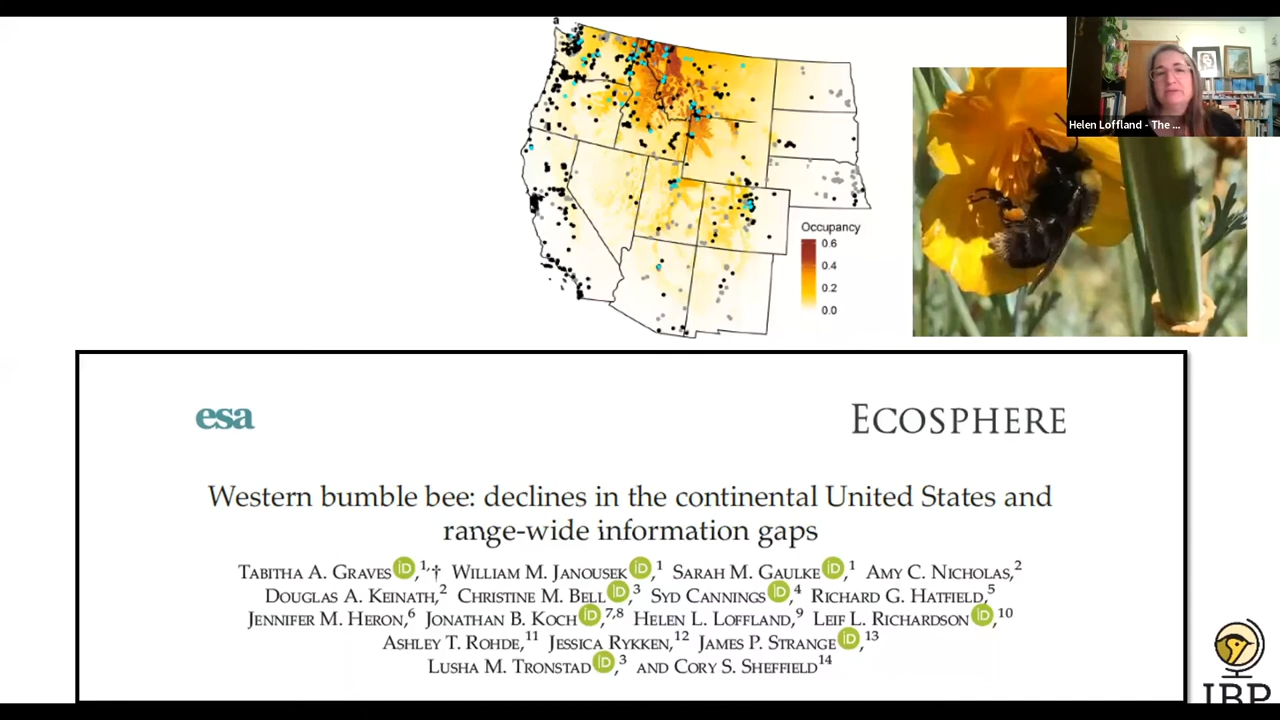 a
Helen Loffland - The ...
Occupancy
0.6
0.4
0.2
0.0
esa
ECOSPHERE
Western bumble bee: declines in the continental United States and
range-wide information gaps
TABITHA A. GRAVES iD,1,† WILLIAM M. JANOUSEK iD,1 SARAH M. GAULKE iD,1 AMY C. NICHOLAS,2
DOUGLAS A. KEINATH,2 CHRISTINE M. BELL iD,3 SYD CANNINGS iD,4 RICHARD G. HATFIELD,5
JENNIFER M. HERON,6 JONATHAN B. KOCH iD,7,8 HELEN L. LOFFLAND,9 LEIF L. RICHARDSON iD,10
ASHLEY T. ROHDE,11 JESSICA RYKKEN,12 JAMES P. STRANGE iD,13
LUSHA M. TRONSTAD iD,3 AND CORY S. SHEFFIELD14
IBP